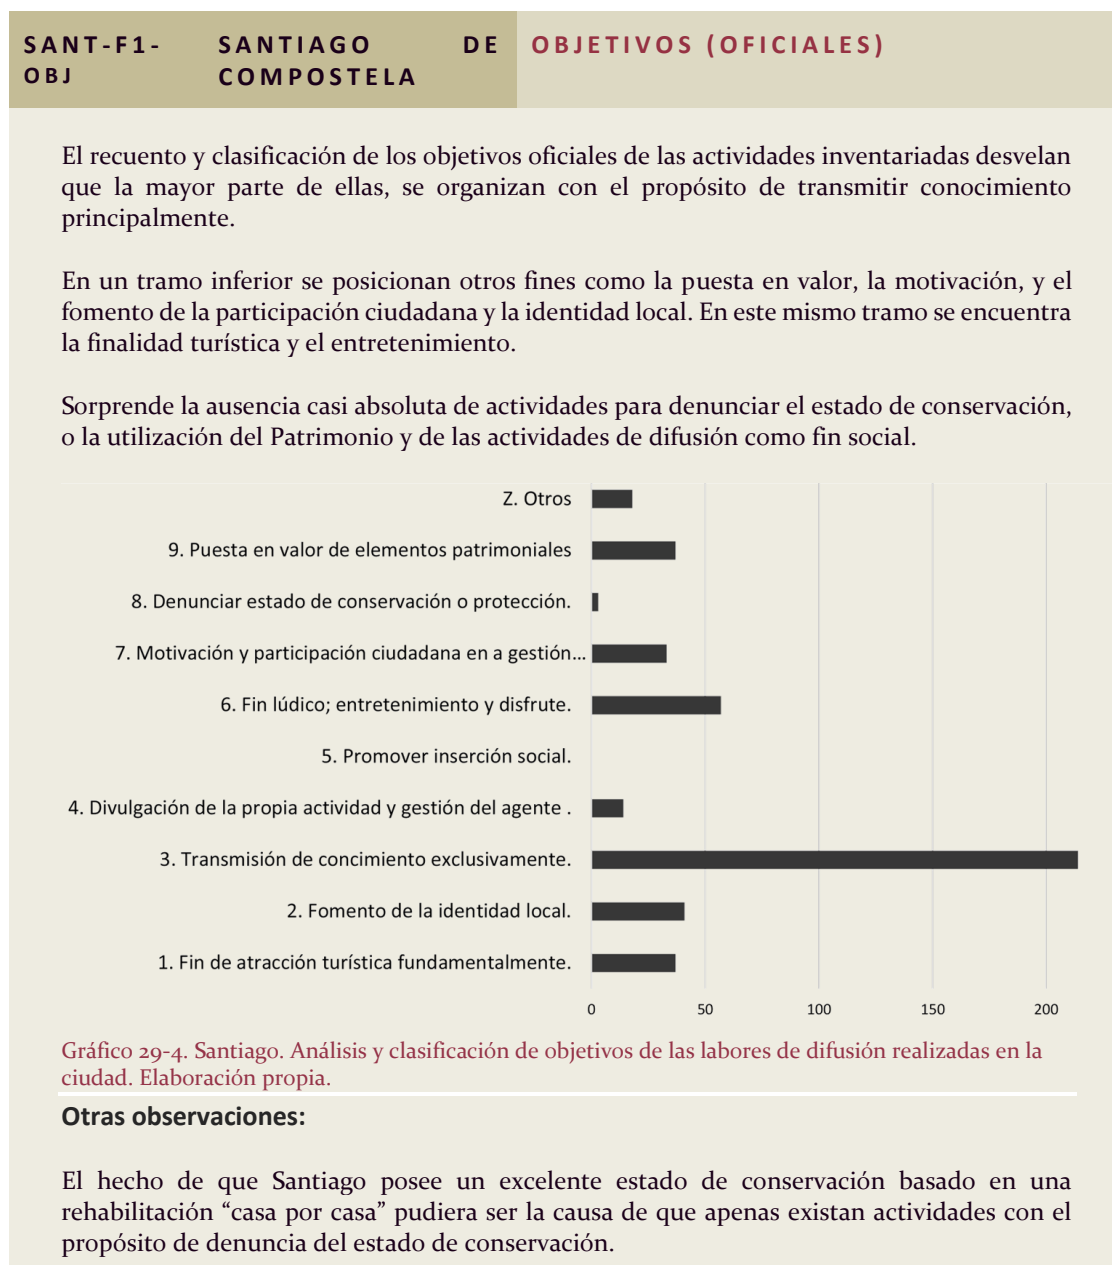 SANT-F1-OBJ SANTIAGO DE COMPOSTELA OBJETIVOS (OFICIALES)
El recuento y clasificación de los objetivos oficiales de las actividades inventariadas desvelan
que la mayor parte de ellas, se organizan con el propósito de transmitir conocimiento
principalmente.
En un tramo inferior se posicionan otros fines como la puesta en valor, la motivación, y el
fomento de la participación ciudadana y la identidad local. En este mismo tramo se encuentra
la finalidad turística y el entretenimiento.
Sorprende la ausencia casi absoluta de actividades para denunciar el estado de conservación,
o la utilización del Patrimonio y de las actividades de difusión como fin social.
Z. Otros
9. Puesta en valor de elementos patrimoniales
8. Denunciar estado de conservación o protección.
7. Motivación y participación ciudadana en a gestión…
6. Fin lúdico; entretenimiento y disfrute.
5. Promover inserción social.
4. Divulgación de la propia actividad y gestión del agente .
3. Transmisión de concimiento exclusivamente.
2. Fomento de la identidad local.
1. Fin de atracción turística fundamentalmente.
0 50 100 150 200
Gráfico 29-4. Santiago. Análisis y clasificación de objetivos de las labores de difusión realizadas en la
ciudad. Elaboración propia.
Otras observaciones:
El hecho de que Santiago posee un excelente estado de conservación basado en una
rehabilitación “casa por casa” pudiera ser la causa de que apenas existan actividades con el
propósito de denuncia del estado de conservación.